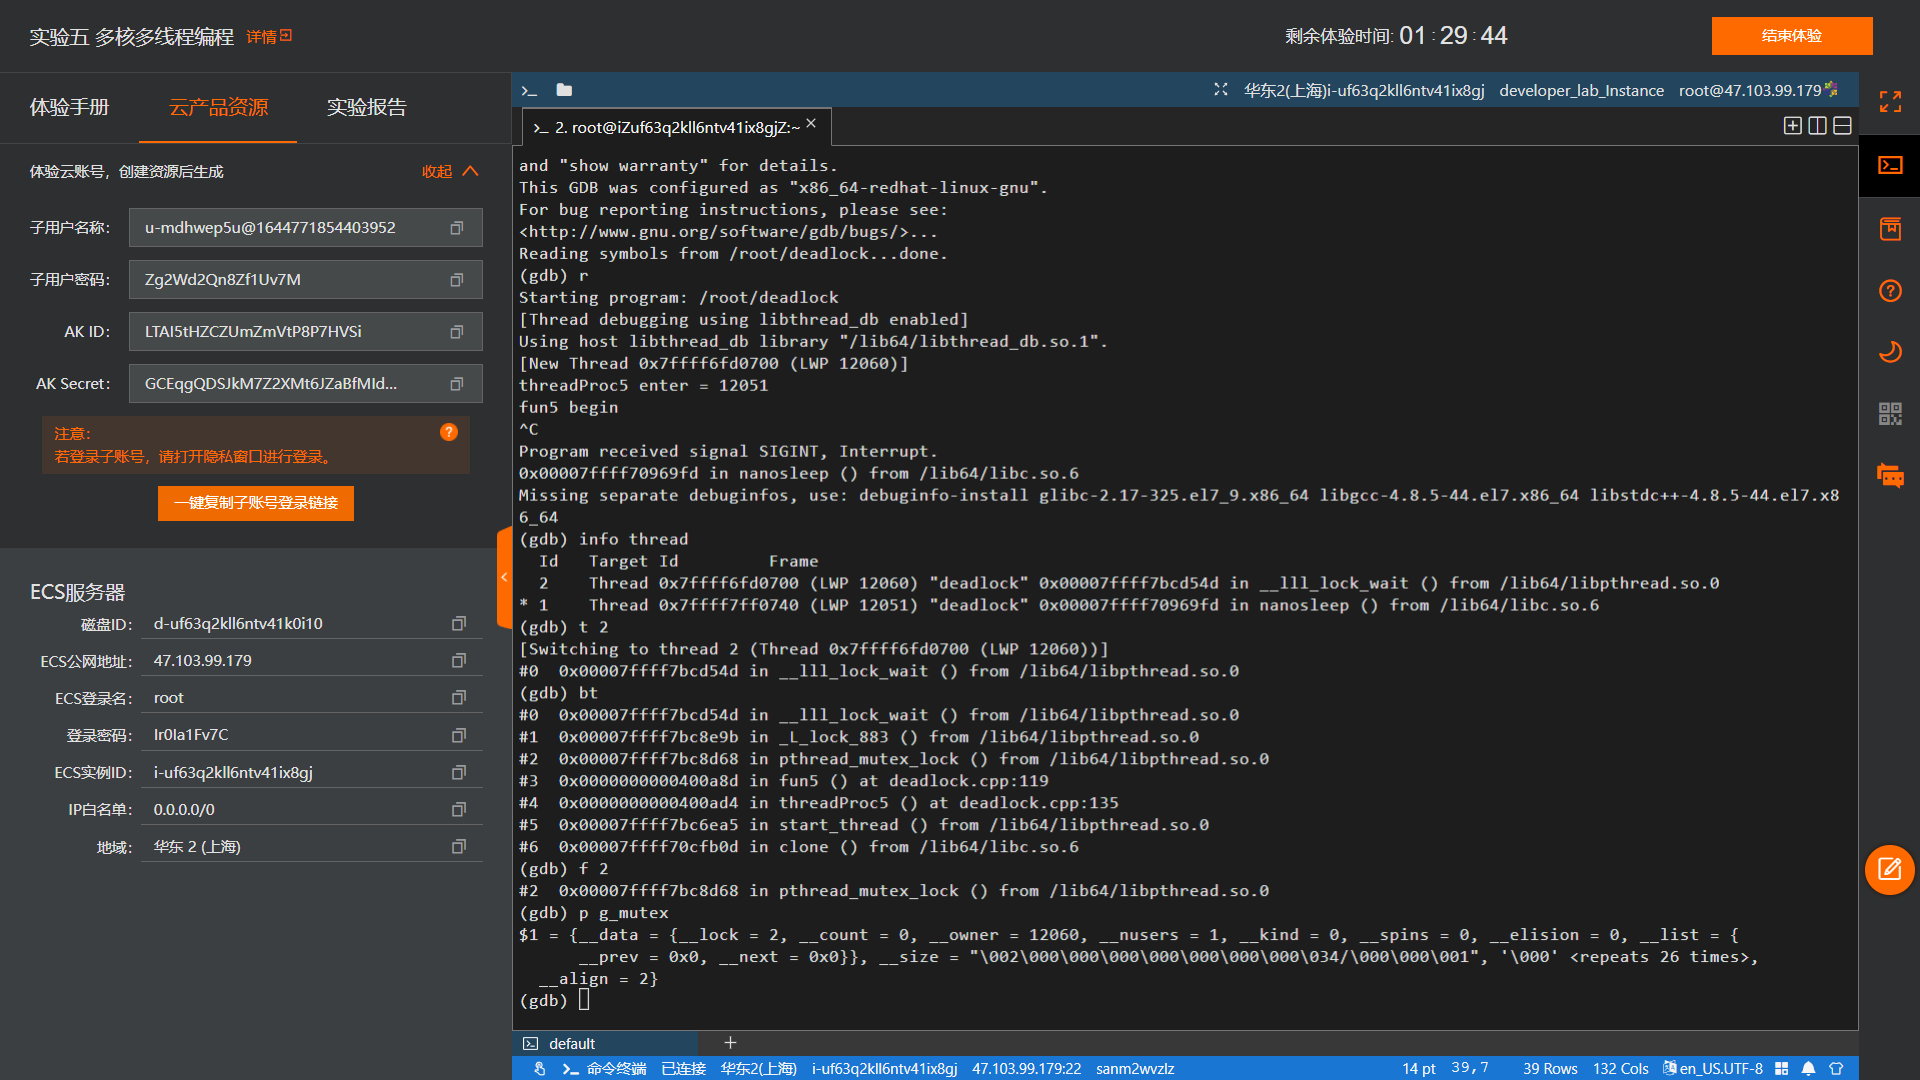 实验五 多核多线程编程 详情
剩余体验时间: 01 : 29 : 44
结束体验
体验手册 云产品资源 实验报告
体验云账号，创建资源后生成 收起
子用户名称： u-mdhwep5u@1644771854403952
子用户密码： Zg2Wd2Qn8Zf1Uv7M
AK ID： LTAI5tHZCZUmZmVtP8P7HVSi
AK Secret： GCEqgQDSJkM7Z2XMt6JZaBfMId...
注意：
若登录子账号，请打开隐私窗口进行登录。
一键复制子账号登录链接
ECS服务器
磁盘ID： d-uf63q2kll6ntv41k0i10
ECS公网地址： 47.103.99.179
ECS登录名： root
登录密码： Ir0Ia1Fv7C
ECS实例ID： i-uf63q2kll6ntv41ix8gj
IP白名单： 0.0.0.0/0
地域： 华东 2 (上海)
华东2(上海)i-uf63q2kll6ntv41ix8gj developer_lab_Instance root@47.103.99.179
2. root@iZuf63q2kll6ntv41ix8gjZ:~
and "show warranty" for details.
This GDB was configured as "x86_64-redhat-linux-gnu".
For bug reporting instructions, please see:
<http://www.gnu.org/software/gdb/bugs/>...
Reading symbols from /root/deadlock...done.
(gdb) r
Starting program: /root/deadlock
[Thread debugging using libthread_db enabled]
Using host libthread_db library "/lib64/libthread_db.so.1".
[New Thread 0x7ffff6fd0700 (LWP 12060)]
threadProc5 enter = 12051
fun5 begin
^C
Program received signal SIGINT, Interrupt.
0x00007ffff70969fd in nanosleep () from /lib64/libc.so.6
Missing separate debuginfos, use: debuginfo-install glibc-2.17-325.el7_9.x86_64 libgcc-4.8.5-44.el7.x86_64 libstdc++-4.8.5-44.el7.x8
6_64
(gdb) info thread
Id Target Id Frame
2 Thread 0x7ffff6fd0700 (LWP 12060) "deadlock" 0x00007ffff7bcd54d in __lll_lock_wait () from /lib64/libpthread.so.0
* 1 Thread 0x7ffff7ff0740 (LWP 12051) "deadlock" 0x00007ffff70969fd in nanosleep () from /lib64/libc.so.6
(gdb) t 2
[Switching to thread 2 (Thread 0x7ffff6fd0700 (LWP 12060))]
#0 0x00007ffff7bcd54d in __lll_lock_wait () from /lib64/libpthread.so.0
(gdb) bt
#0 0x00007ffff7bcd54d in __lll_lock_wait () from /lib64/libpthread.so.0
#1 0x00007ffff7bc8e9b in _L_lock_883 () from /lib64/libpthread.so.0
#2 0x00007ffff7bc8d68 in pthread_mutex_lock () from /lib64/libpthread.so.0
#3 0x0000000000400a8d in fun5 () at deadlock.cpp:119
#4 0x0000000000400ad4 in threadProc5 () at deadlock.cpp:135
#5 0x00007ffff7bc6ea5 in start_thread () from /lib64/libpthread.so.0
#6 0x00007ffff70cfb0d in clone () from /lib64/libc.so.6
(gdb) f 2
#2 0x00007ffff7bc8d68 in pthread_mutex_lock () from /lib64/libpthread.so.0
(gdb) p g_mutex
$1 = {__data = {__lock = 2, __count = 0, __owner = 12060, __nusers = 1, __kind = 0, __spins = 0, __elision = 0, __list = {
__prev = 0x0, __next = 0x0}}, __size = "\002\000\000\000\000\000\000\000\034/\000\000\001", '\000' <repeats 26 times>,
__align = 2}
(gdb)
default
命令终端 已连接 华东2(上海) i-uf63q2kll6ntv41ix8gj 47.103.99.179:22 sanm2wvzlz 14 pt 39,7 39 Rows 132 Cols en_US.UTF-8